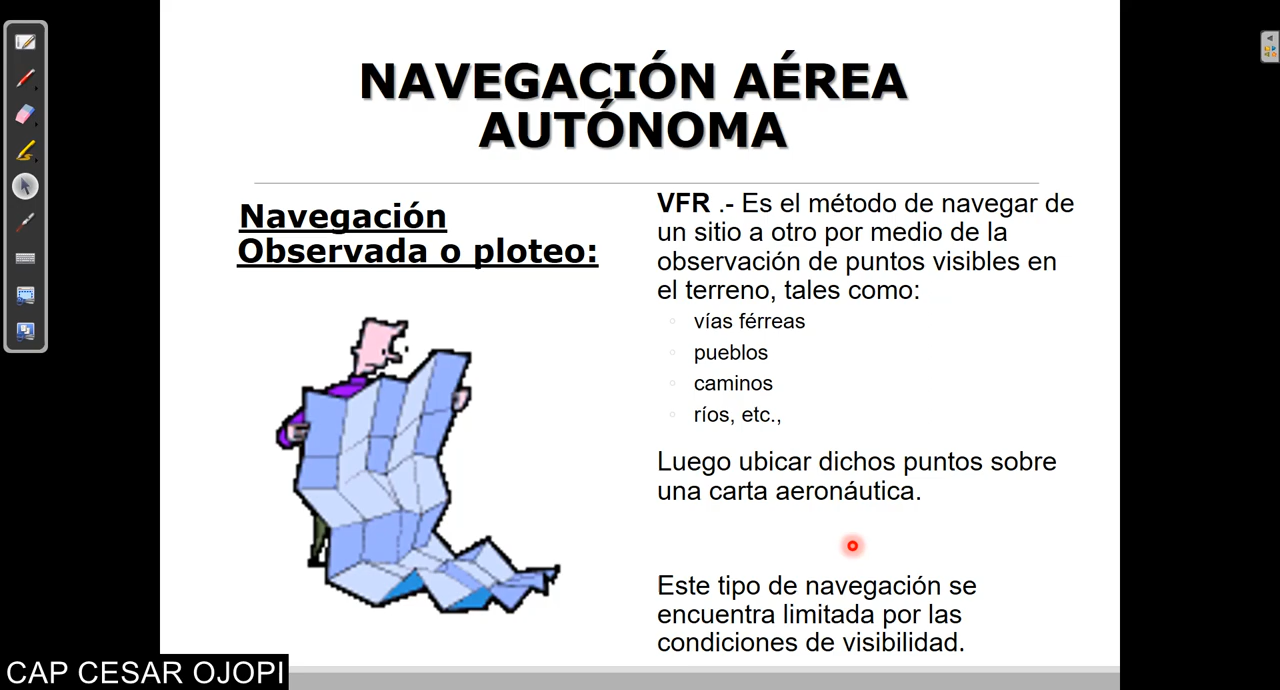 NAVEGACIÓN AÉREA
AUTÓNOMA
Navegación
Observada o ploteo:
VFR .- Es el método de navegar de
un sitio a otro por medio de la
observación de puntos visibles en
el terreno, tales como:
vías férreas
pueblos
caminos
ríos, etc.,
Luego ubicar dichos puntos sobre
una carta aeronáutica.
Este tipo de navegación se
encuentra limitada por las
condiciones de visibilidad.
CAP CESAR OJOPI